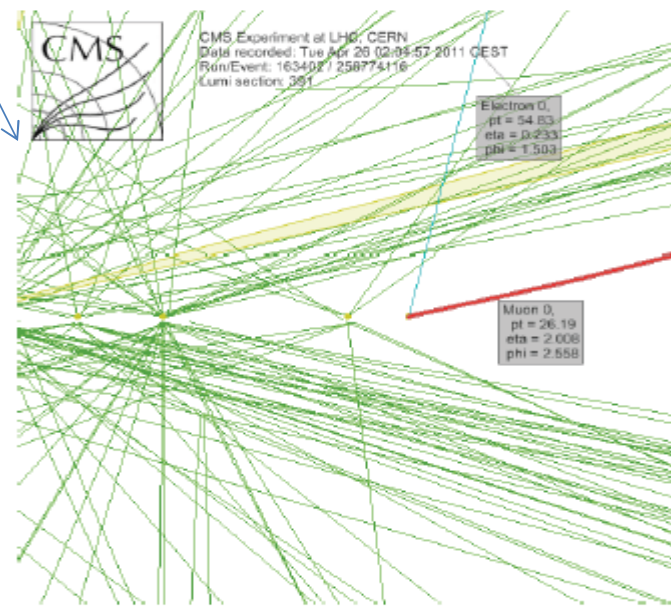 CMS
CMS Experiment at LHC, CERN
Data recorded: Tue Apr 26 02:04:57 2011 CEST
Run/Event: 163402 / 256774116
Lumi section: 391
Electron 0,
pt = 54.63
eta = 0.233
phi = 1.503
Muon 0,
pt = 26.19
eta = 2.008
phi = 2.558